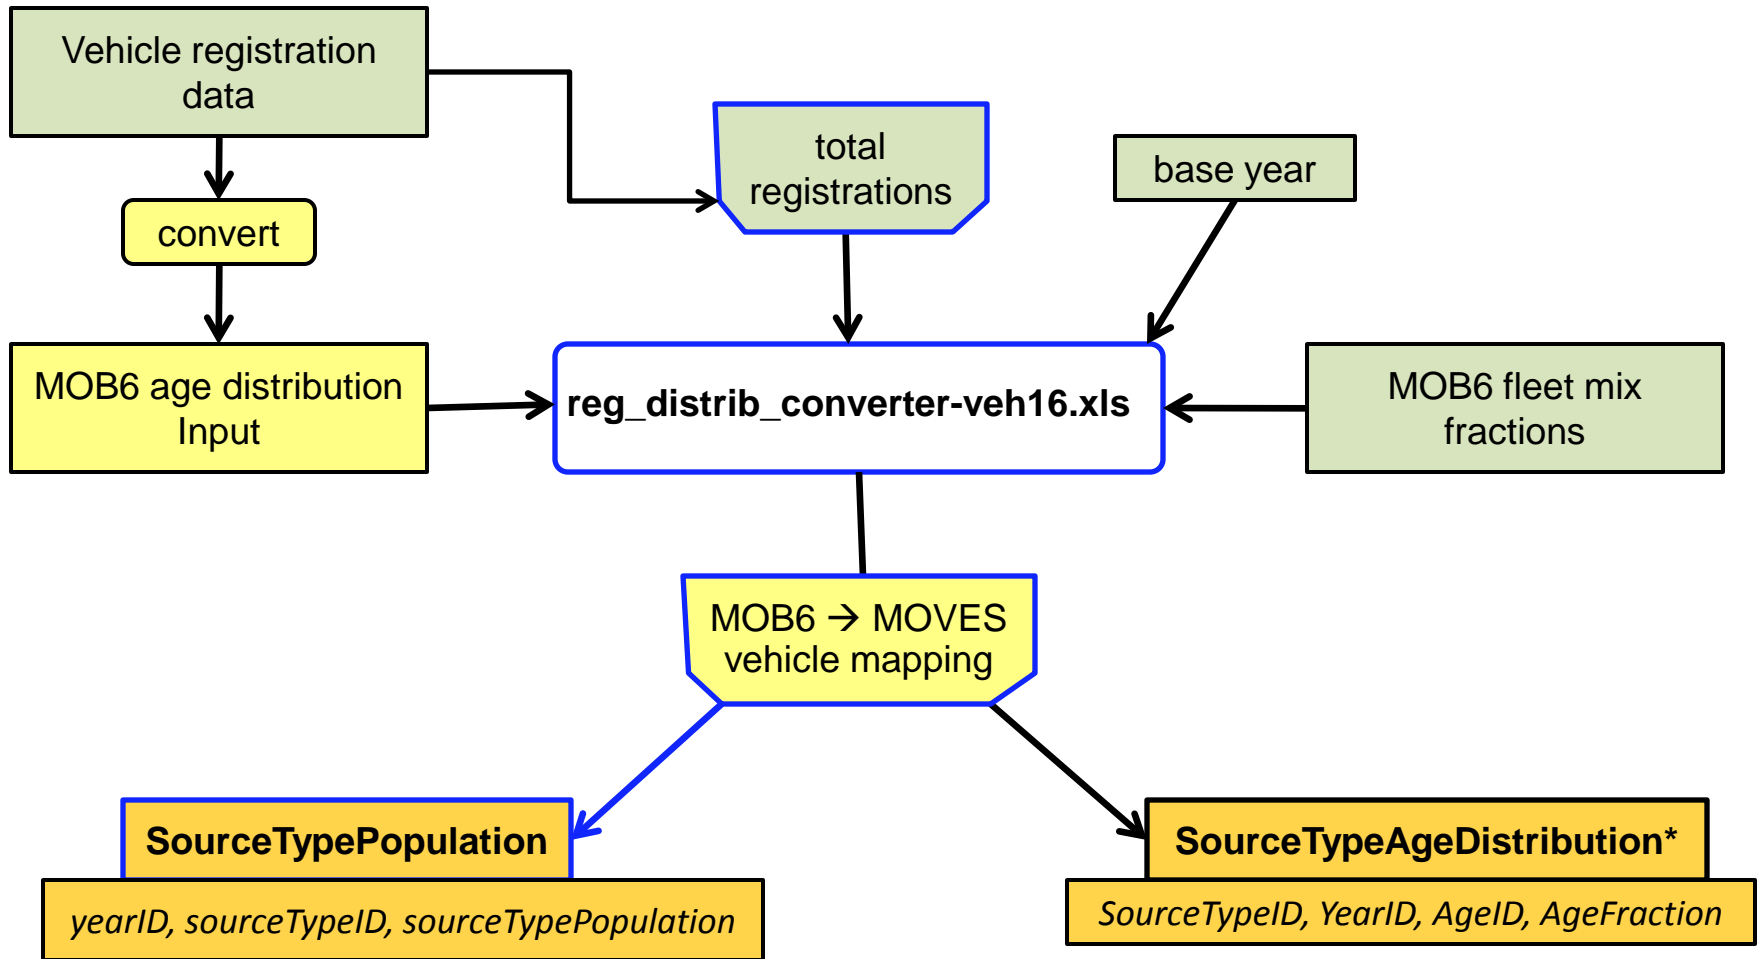 Vehicle registration
data
total
registrations
base year
convert
MOB6 age distribution
Input
reg_distrib_converter-veh16.xls
MOB6 fleet mix
fractions
MOB6 → MOVES
vehicle mapping
SourceTypePopulation
yearID, sourceTypeID, sourceTypePopulation
SourceTypeAgeDistribution*
SourceTypeID, YearID, AgeID, AgeFraction